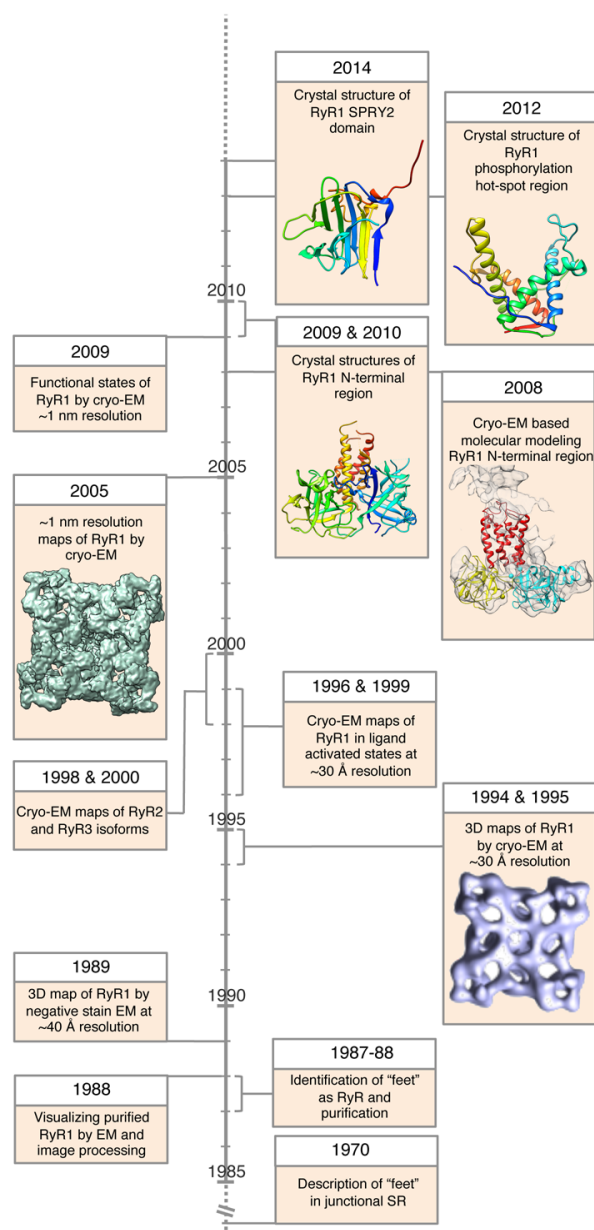 2014
Crystal structure of
RyR1 SPRY2
domain
2012
Crystal structure of
RyR1
phosphorylation
hot-spot region
2010
2009
Functional states of
RyR1 by cryo-EM
~1 nm resolution
2009 & 2010
Crystal structures of
RyR1 N-terminal
region
2008
Cryo-EM based
molecular modeling
RyR1 N-terminal region
2005
2005
~1 nm resolution
maps of RyR1 by
cryo-EM
2000
1996 & 1999
Cryo-EM maps of
RyR1 in ligand
activated states at
~30 Å resolution
1998 & 2000
Cryo-EM maps of RyR2
and RyR3 isoforms
1995
1994 & 1995
3D maps of RyR1
by cryo-EM at
~30 Å resolution
1989
3D map of RyR1 by
negative stain EM at
~40 Å resolution
1990
1987-88
Identification of “feet”
as RyR and
purification
1988
Visualizing purified
RyR1 by EM and
image processing
1985
1970
Description of “feet”
in junctional SR